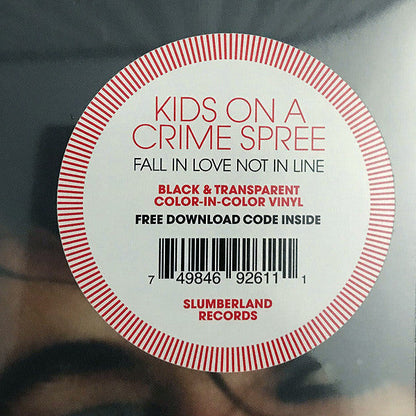 KIDS ON A
CRIME SPREE
FALL IN LOVE NOT IN LINE
BLACK & TRANSPARENT
COLOR-IN-COLOR VINYL
FREE DOWNLOAD CODE INSIDE
7 49846 92611 1
SLUMBERLAND
RECORDS